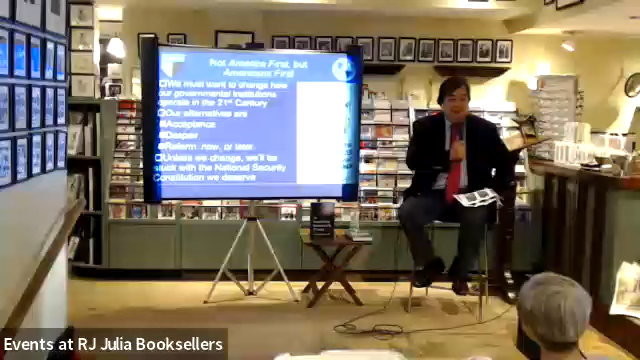 Not America First, but
Americans First
We must want to change how
our governmental institutions
operate in the 21st Century
Our alternatives are
Acceptance
Despair
Reform now, or later
Unless we change, we'll be
stuck with the National Security
Constitution we deserve
Events at RJ Julia Booksellers